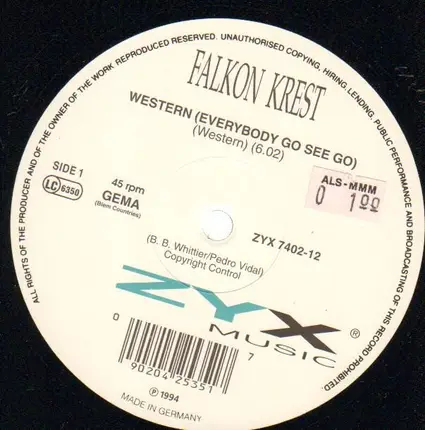 ALL RIGHTS OF THE PRODUCER AND OF THE OWNER OF THE WORK REPRODUCED RESERVED. UNAUTHORISED COPYING, HIRING, LENDING, PUBLIC PERFORMANCE AND BROADCASTING OF THIS RECORD PROHIBITED.
FALKON KREST
WESTERN (EVERYBODY GO SEE GO)
(Western) (6.02)
SIDE 1
LC 6350
45 rpm
GEMA
(Biem Countries)
ALS-MMM
0 1.00
ZYX 7402-12
(B. B. Whittler/Pedro Vidal)
Copyright Control
ZYX
MUSIC ®
0 90204 25351 7
℗ 1994
MADE IN GERMANY